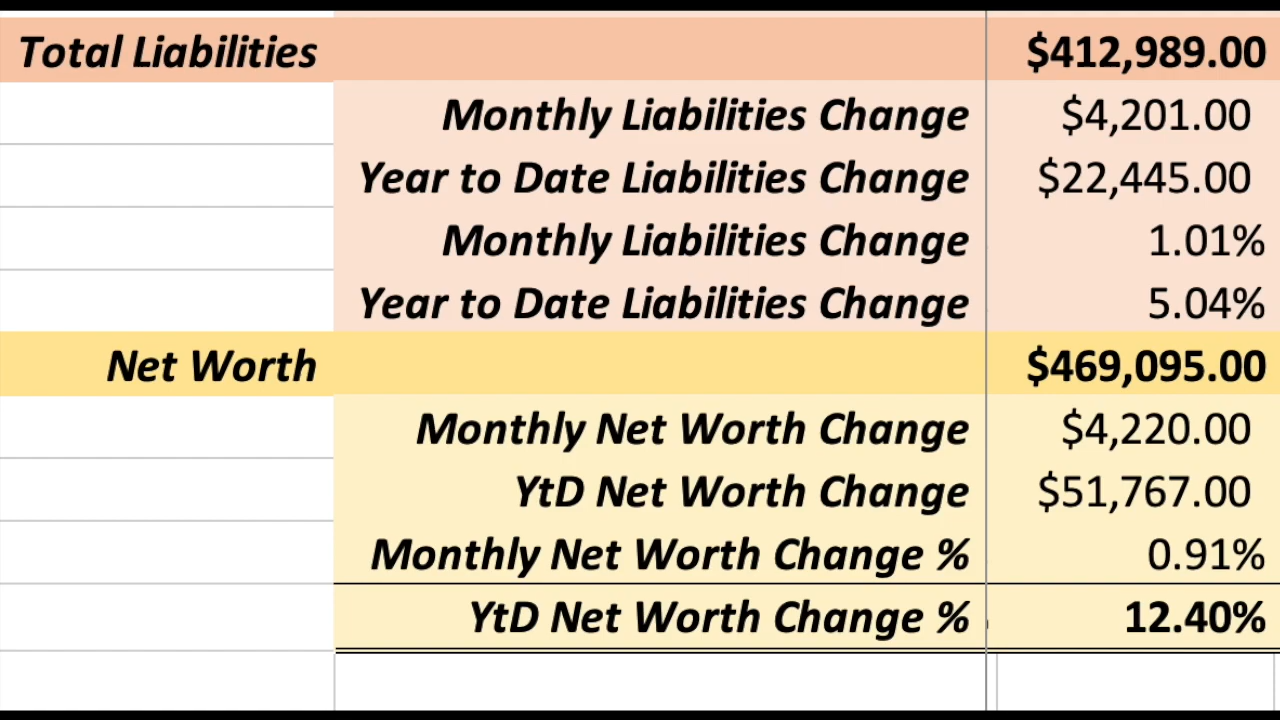 Total Liabilities $412,989.00
Monthly Liabilities Change $4,201.00
Year to Date Liabilities Change $22,445.00
Monthly Liabilities Change 1.01%
Year to Date Liabilities Change 5.04%
Net Worth $469,095.00
Monthly Net Worth Change $4,220.00
YtD Net Worth Change $51,767.00
Monthly Net Worth Change % 0.91%
YtD Net Worth Change % 12.40%